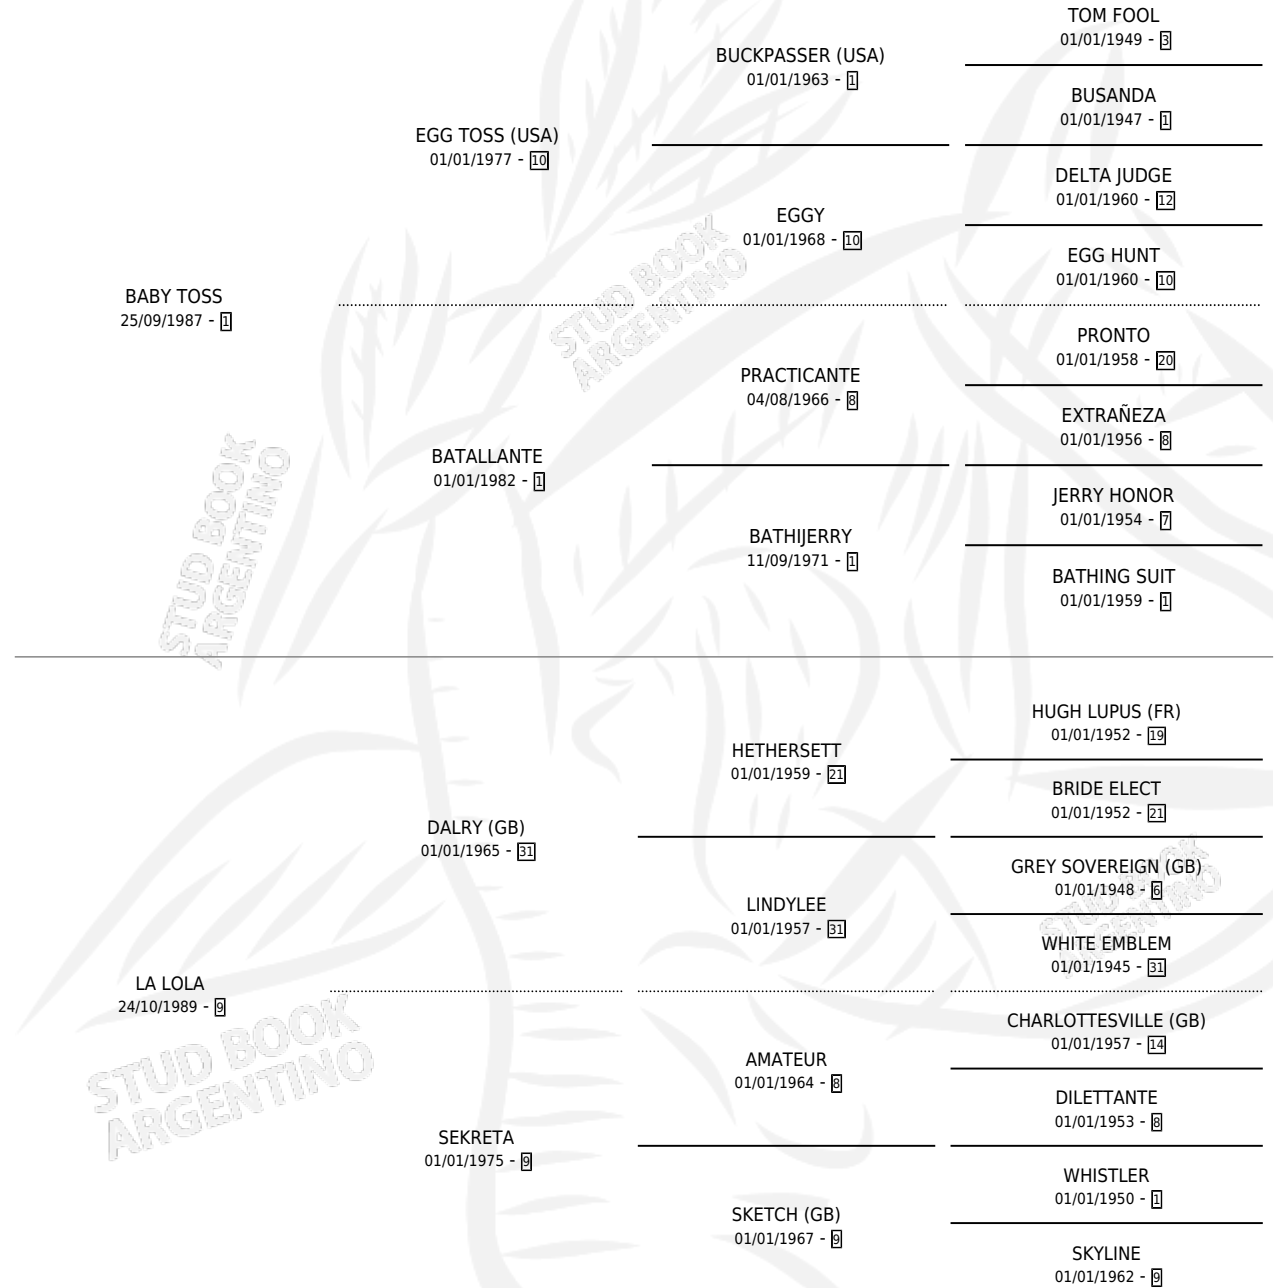 TOM FOOL
01/01/1949 - 3
BUCKPASSER (USA)
01/01/1963 - 1
BUSANDA
01/01/1947 - 1
EGG TOSS (USA)
01/01/1977 - 10
DELTA JUDGE
01/01/1960 - 12
EGGY
01/01/1968 - 10
EGG HUNT
01/01/1960 - 10
BABY TOSS
25/09/1987 - 1
PRONTO
01/01/1958 - 20
PRACTICANTE
04/08/1966 - 8
EXTRAÑEZA
01/01/1956 - 8
BATALLANTE
01/01/1982 - 1
JERRY HONOR
01/01/1954 - 7
BATHIJERRY
11/09/1971 - 1
BATHING SUIT
01/01/1959 - 1
STUD BOOK
ARGENTINO
STUD BOOK
ARGENTINO
HUGH LUPUS (FR)
01/01/1952 - 19
HETHERSETT
01/01/1959 - 21
BRIDE ELECT
01/01/1952 - 21
DALRY (GB)
01/01/1965 - 31
GREY SOVEREIGN (GB)
01/01/1948 - 6
LINDYLEE
01/01/1957 - 31
WHITE EMBLEM
01/01/1945 - 31
STUD BOOK
ARGENTINO
LA LOLA
24/10/1989 - 9
CHARLOTTESVILLE (GB)
01/01/1957 - 14
AMATEUR
01/01/1964 - 8
DILETTANTE
01/01/1953 - 8
SEKRETA
01/01/1975 - 9
WHISTLER
01/01/1950 - 1
SKETCH (GB)
01/01/1967 - 9
SKYLINE
01/01/1962 - 9
STUD BOOK
ARGENTINO